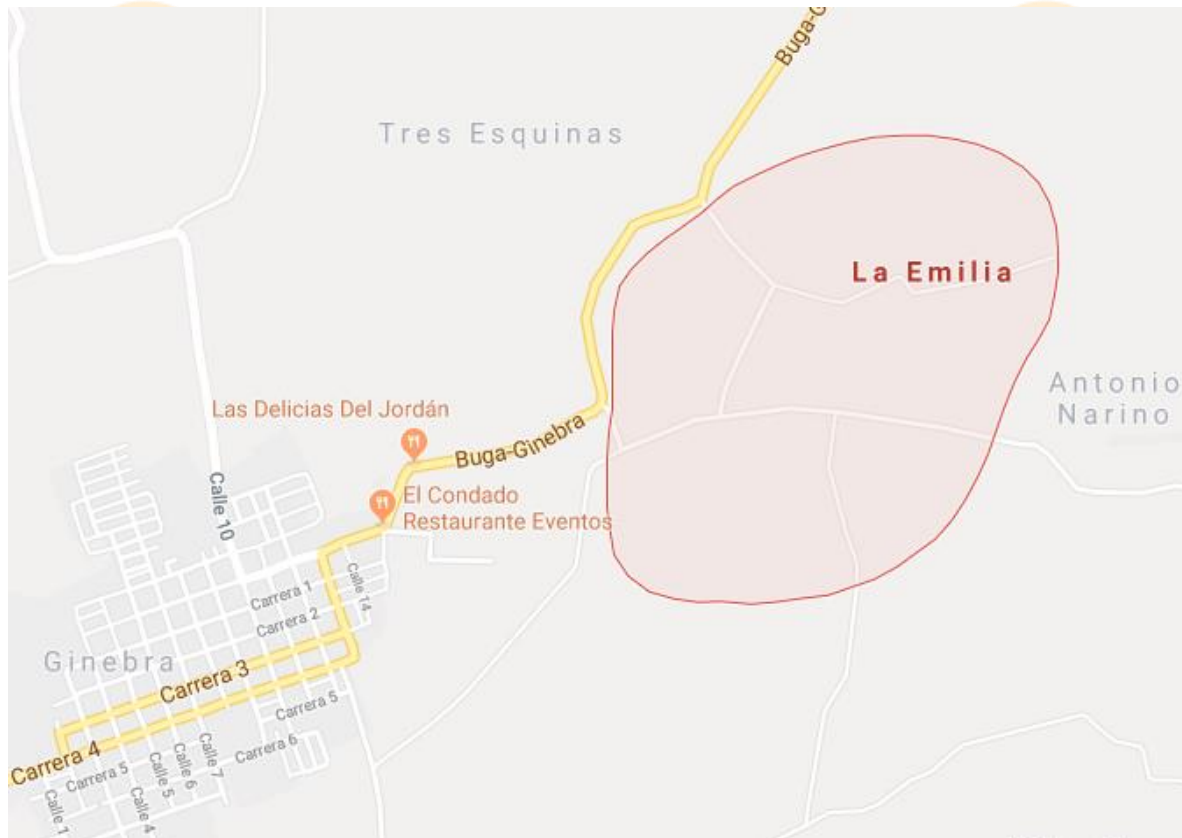 Buga-G
Tres Esquinas
La Emilia
Antonio
Narino
Las Delicias Del Jordán
Buga-Ginebra
El Condado
Restaurante Eventos
Calle 10
Carrera 1
Calle 14
Carrera 2
Ginebra
Carrera 3
Carrera 5
Carrera 4
Carrera 6
Carrera 5
Calle 7
Calle 6
Calle 5
Calle 4
Calle 1